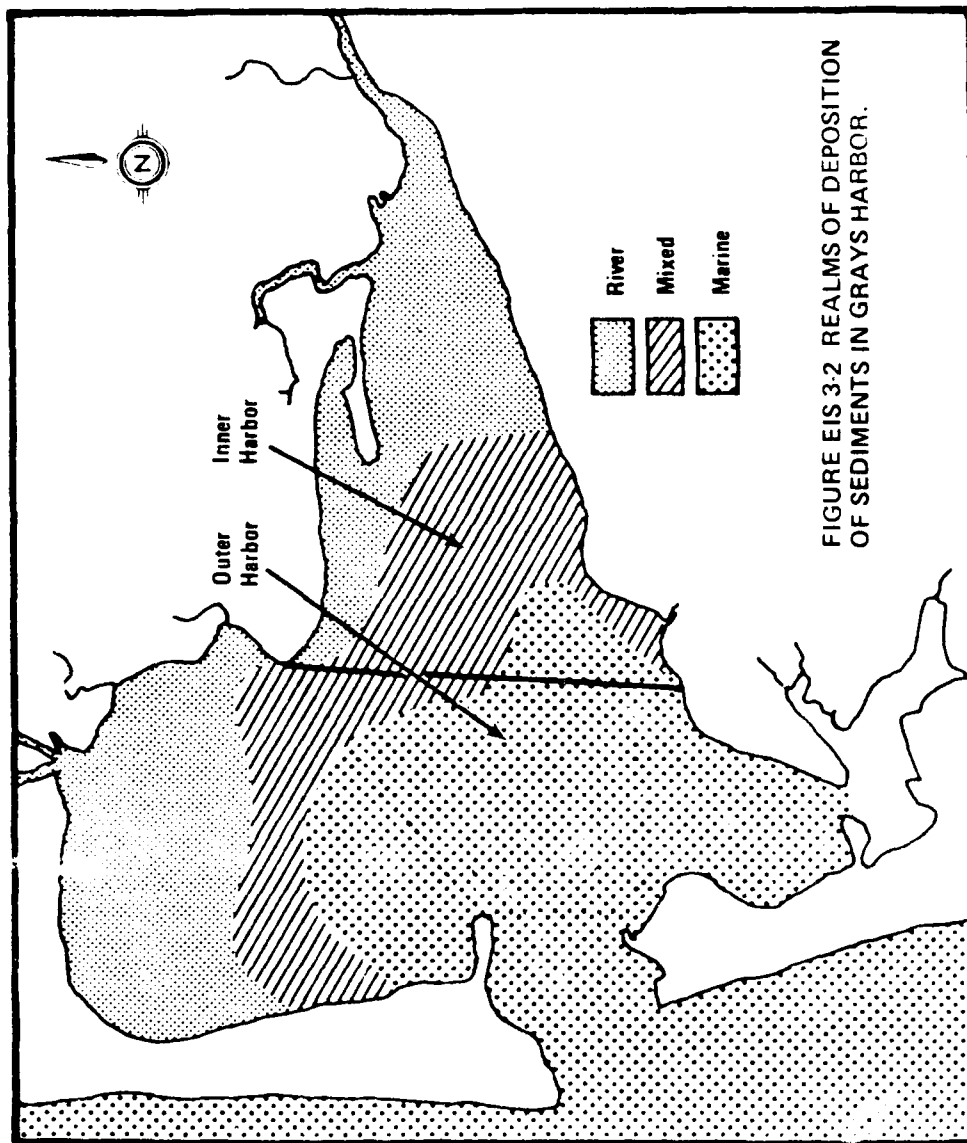 N
Outer
Harbor
Inner
Harbor
River
Mixed
Marine
FIGURE EIS 3-2 REALMS OF DEPOSITION
OF SEDIMENTS IN GRAYS HARBOR.